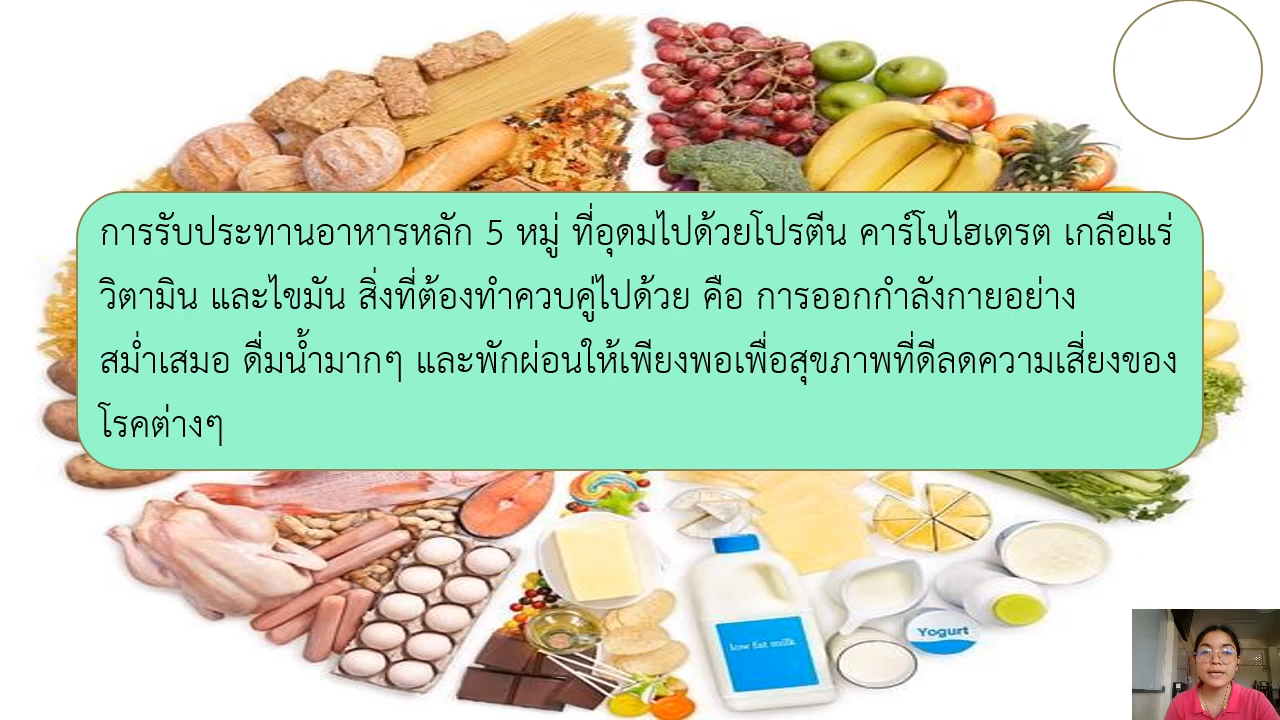 การรับประทานอาหารหลัก 5 หมู่ ที่อุดมไปด้วยโปรตีน คาร์โบไฮเดรต เกลือแร่
วิตามิน และไขมัน สิ่งที่ต้องทำควบคู่ไปด้วย คือ การออกกำลังกายอย่าง
สม่ำเสมอ ดื่มน้ำมากๆ และพักผ่อนให้เพียงพอเพื่อสุขภาพที่ดีลดความเสี่ยงของ
โรคต่างๆ
low fat milk
Yogurt